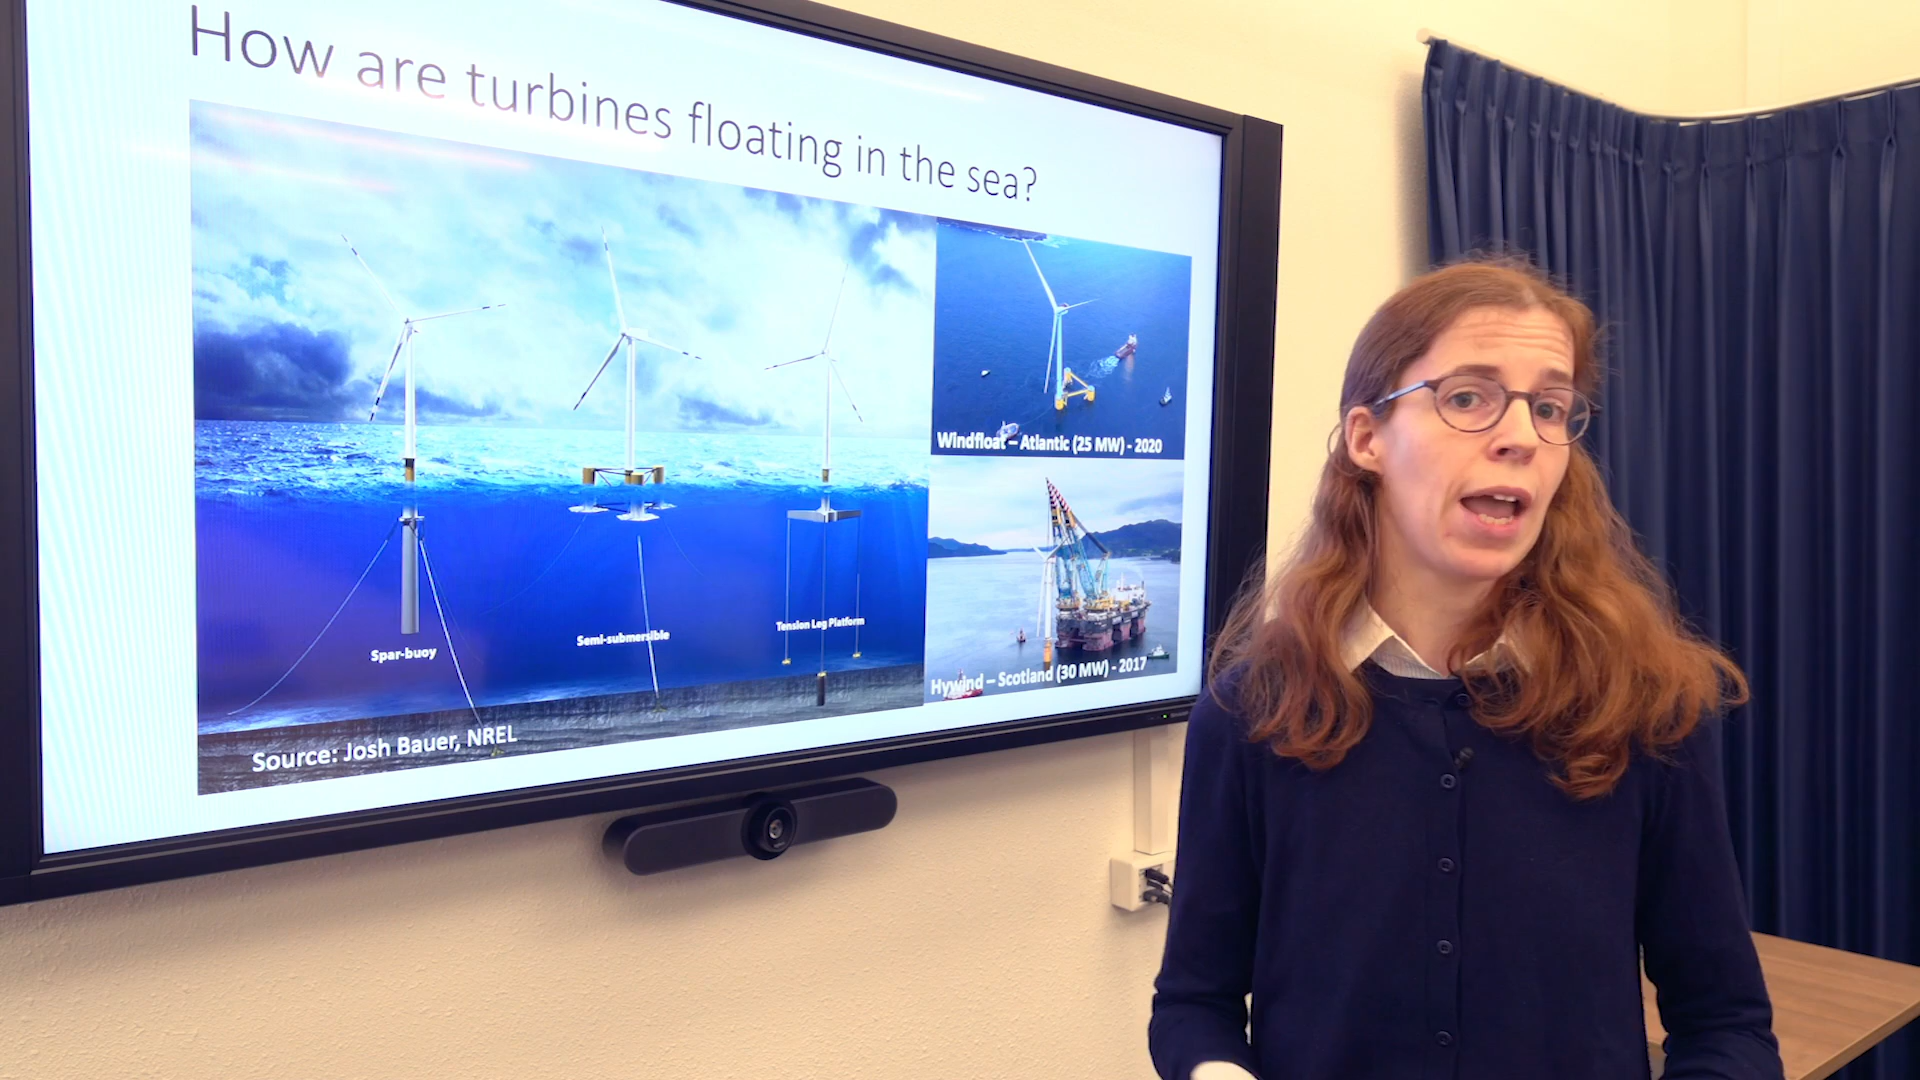 How are turbines floating in the sea?
Windfloat – Atlantic (25 MW) - 2020
Spar-buoy
Semi-submersible
Tension Leg Platform
Hywind – Scotland (30 MW) - 2017
Source: Josh Bauer, NREL